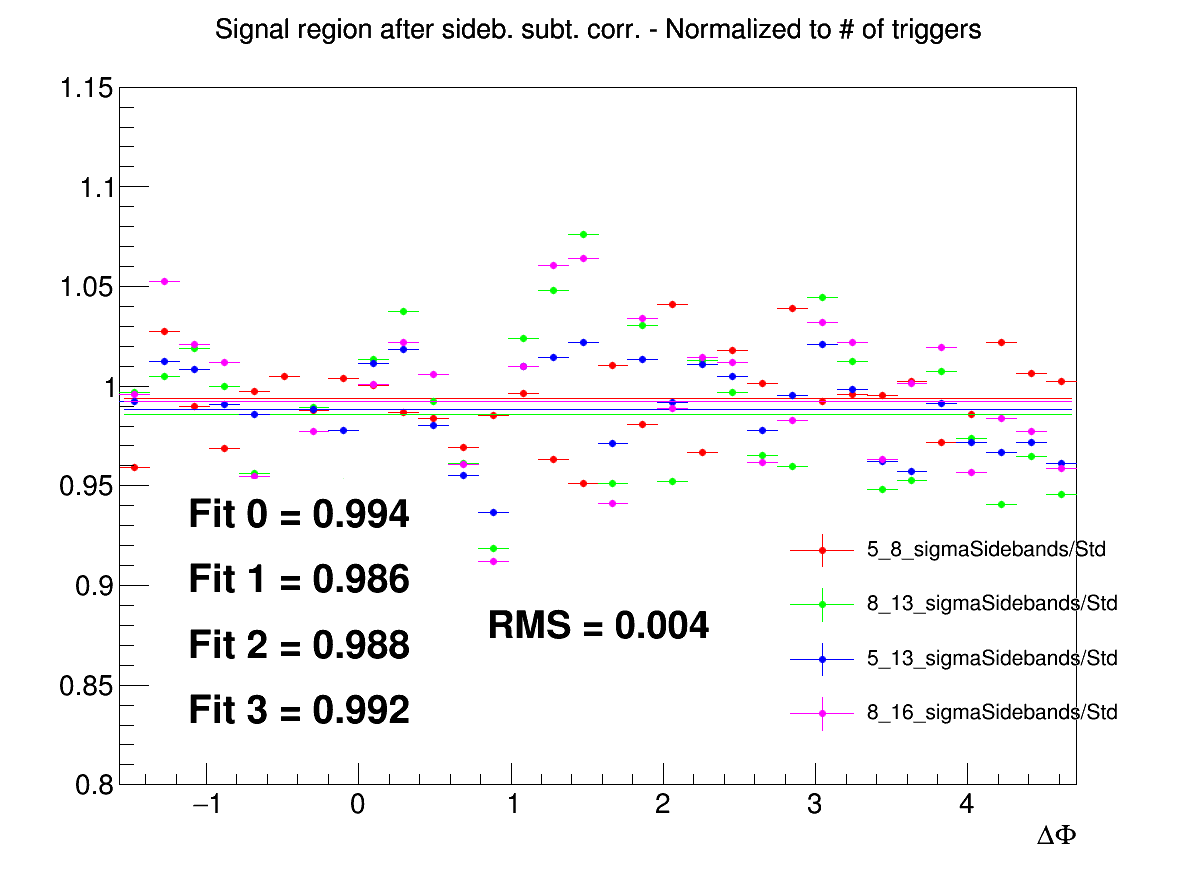 Signal region after sideb. subt. corr. - Normalized to # of triggers
1.15
1.1
1.05
1
0.95
0.9
0.85
0.8
Fit 0 = 0.994
Fit 1 = 0.986
Fit 2 = 0.988
Fit 3 = 0.992
RMS = 0.004
5_8_sigmaSidebands/Std
8_13_sigmaSidebands/Std
5_13_sigmaSidebands/Std
8_16_sigmaSidebands/Std
−1 0 1 2 3 4
ΔΦ